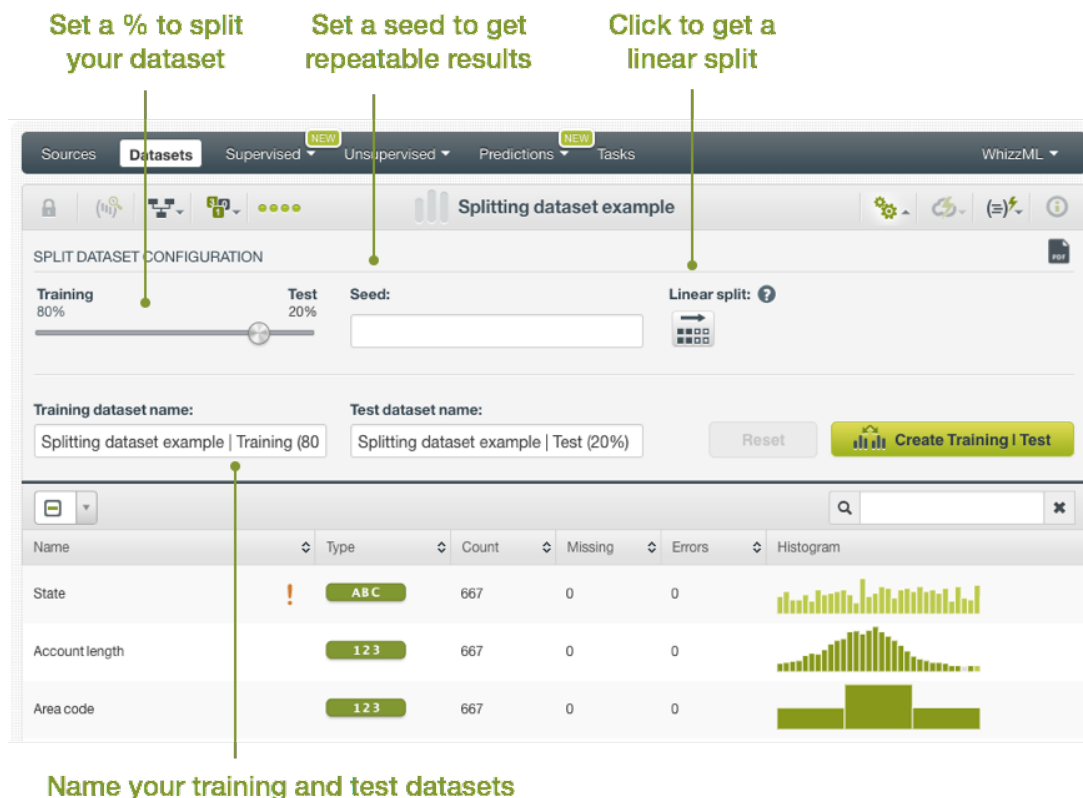 Set a % to split
your dataset
Set a seed to get
repeatable results
Click to get a
linear split
Sources Datasets Supervised NEW Unsupervised Predictions NEW Tasks WhizzML
Splitting dataset example
SPLIT DATASET CONFIGURATION
PDF
Training Test Seed: Linear split: ?
80% 20%
Training dataset name: Test dataset name:
Splitting dataset example | Training (80 Splitting dataset example | Test (20%) Reset Create Training | Test
Name Type Count Missing Errors Histogram
State ! ABC 667 0 0
Account length 123 667 0 0
Area code 123 667 0 0
Name your training and test datasets